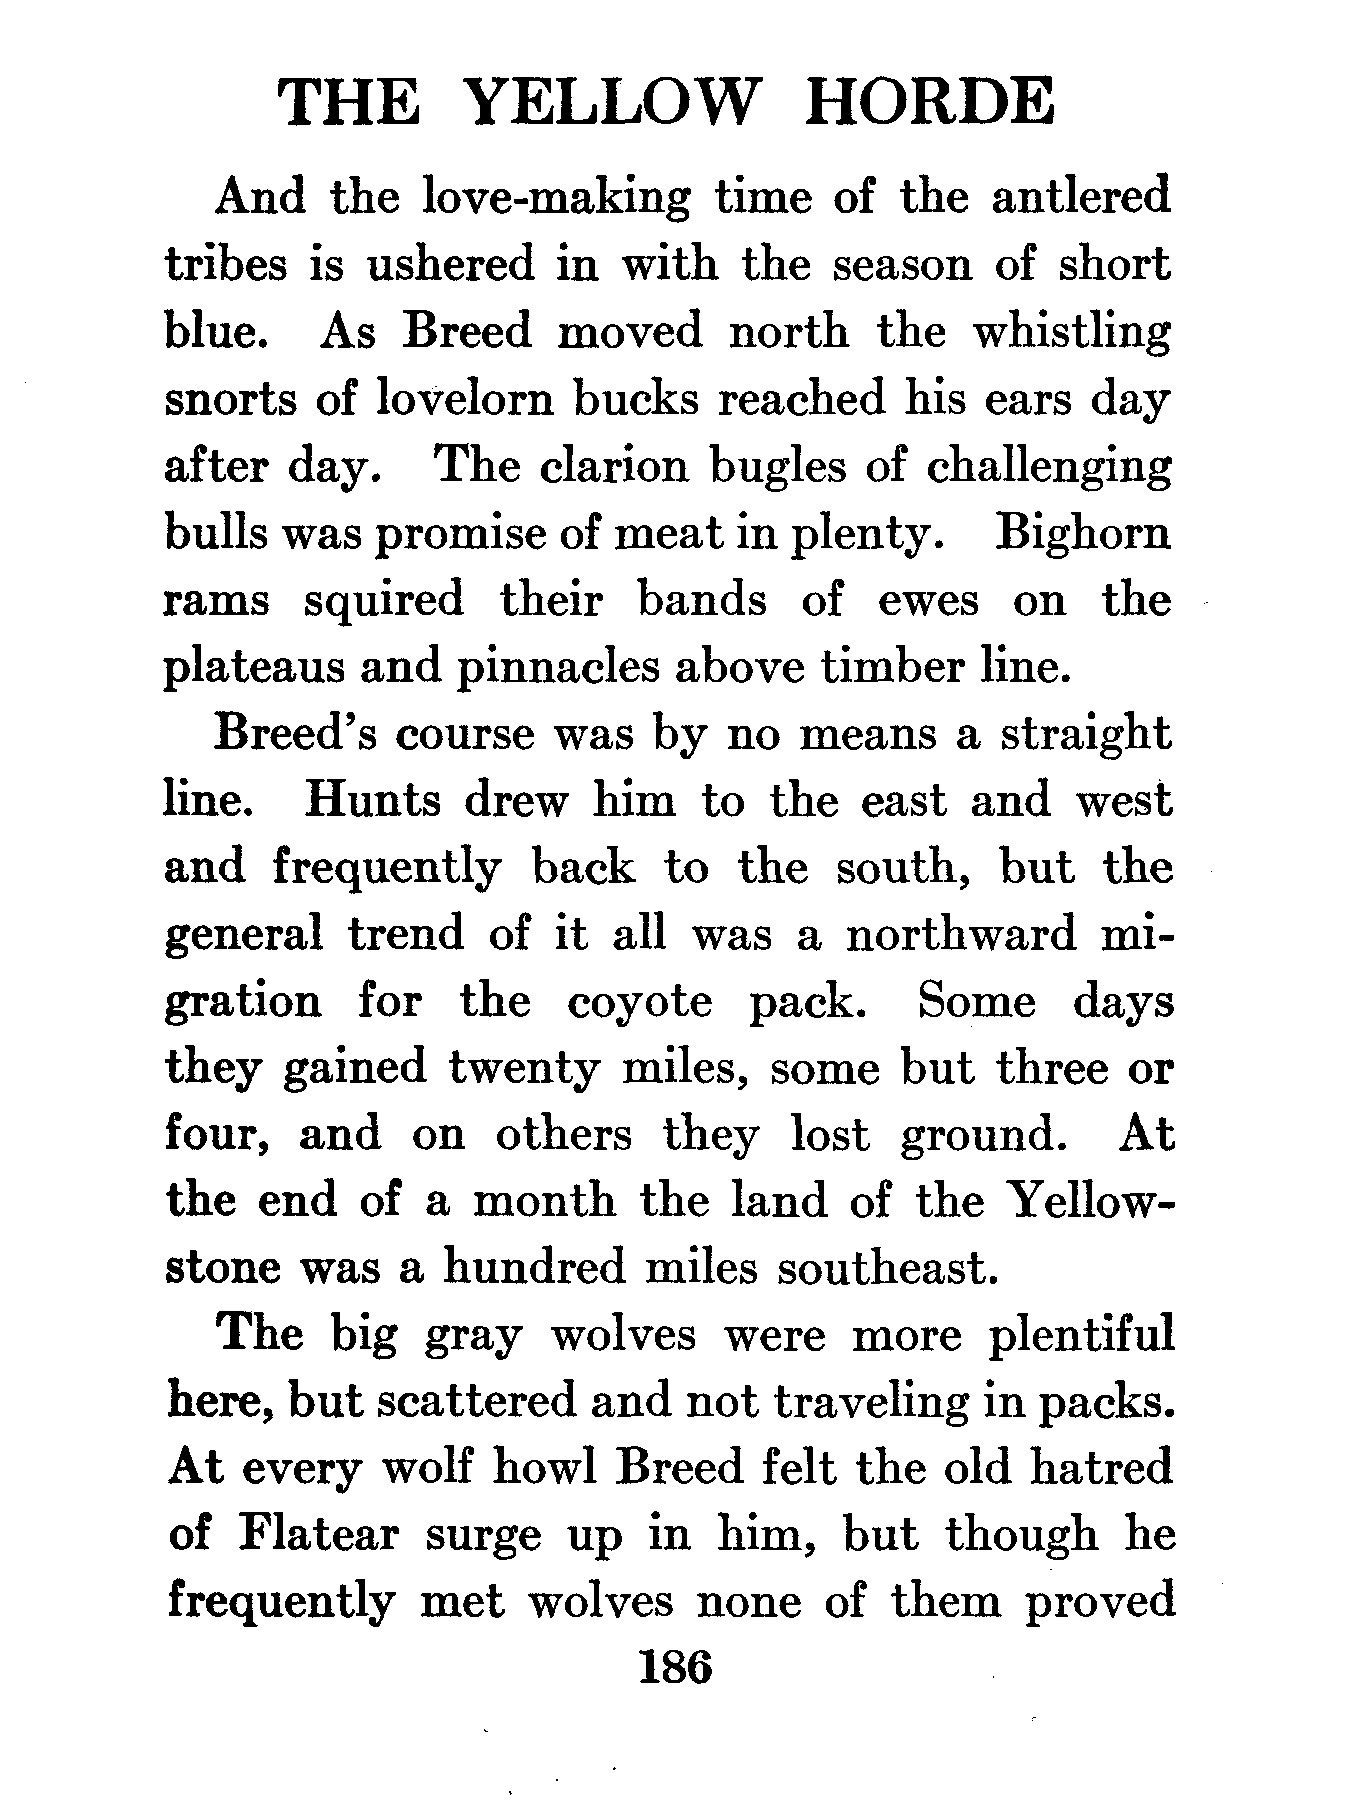 THE YELLOW HORDE
And the love-making time of the antlered
tribes is ushered in with the season of short
blue. As Breed moved north the whistling
snorts of lovelorn bucks reached his ears day
after day. The clarion bugles of challenging
bulls was promise of meat in plenty. Bighorn
rams squired their bands of ewes on the
plateaus and pinnacles above timber line.
Breed's course was by no means a straight
line. Hunts drew him to the east and west
and frequently back to the south, but the
general trend of it all was a northward mi-
gration for the coyote pack. Some days
they gained twenty miles, some but three or
four, and on others they lost ground. At
the end of a month the land of the Yellow-
stone was a hundred miles southeast.
The big gray wolves were more plentiful
here, but scattered and not traveling in packs.
At every wolf howl Breed felt the old hatred
of Flatear surge up in him, but though he
frequently met wolves none of them proved
186